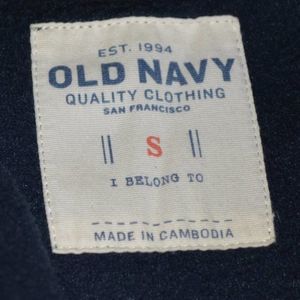 EST. 1994
OLD NAVY
QUALITY CLOTHING
SAN FRANCISCO
S
I BELONG TO
MADE IN CAMBODIA